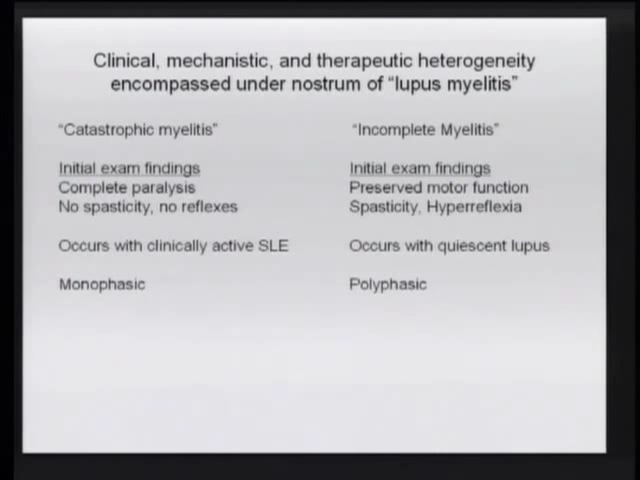 Clinical, mechanistic, and therapeutic heterogeneity
encompassed under nostrum of “lupus myelitis”
“Catastrophic myelitis”
Initial exam findings
Complete paralysis
No spasticity, no reflexes
Occurs with clinically active SLE
Monophasic
“Incomplete Myelitis”
Initial exam findings
Preserved motor function
Spasticity, Hyperreflexia
Occurs with quiescent lupus
Polyphasic